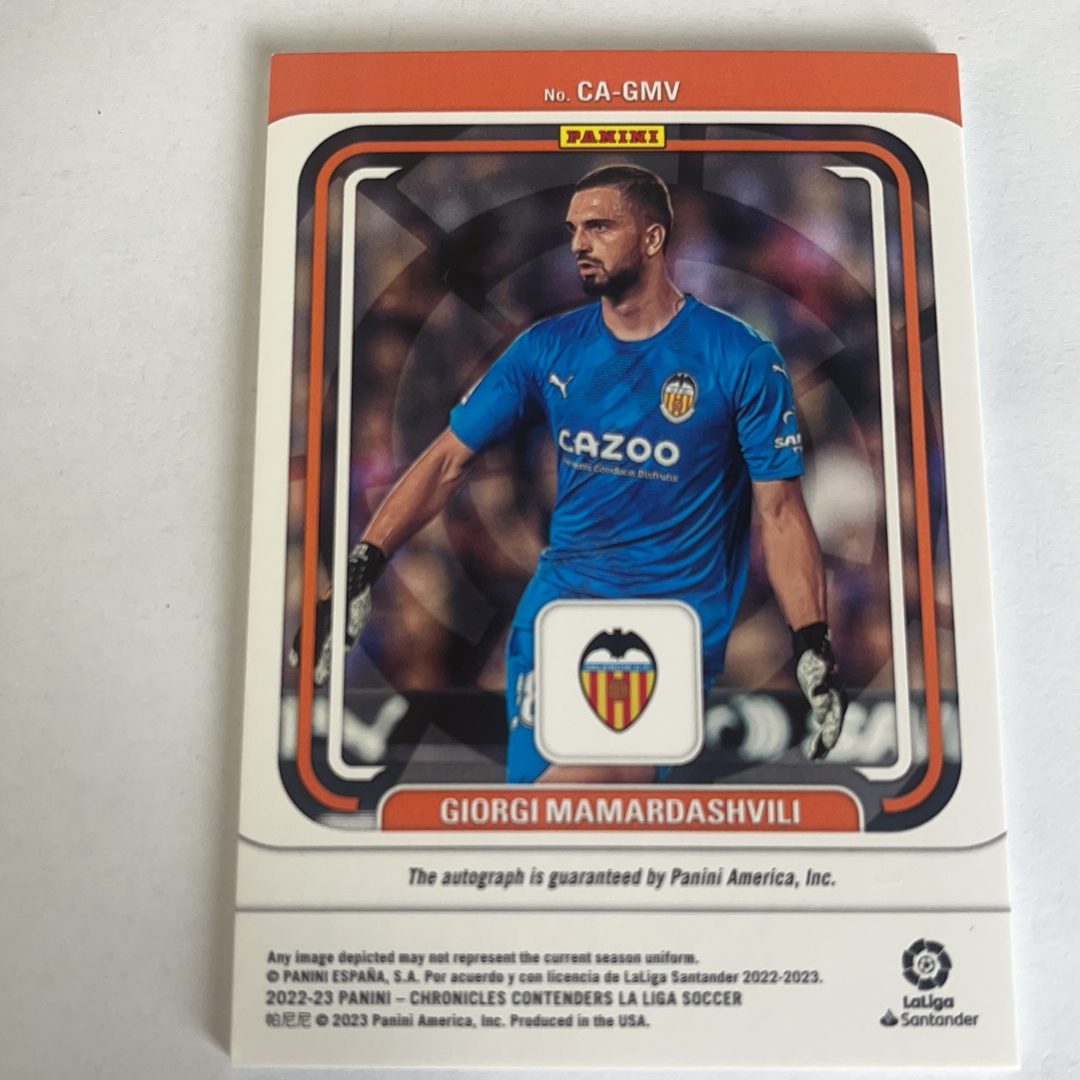 No. CA-GMV
PANINI
CAZOO
GIORGI MAMARDASHVILI
The autograph is guaranteed by Panini America, Inc.
Any image depicted may not represent the current season uniform.
© PANINI ESPAÑA, S.A. Por acuerdo y con licencia de LaLiga Santander 2022-2023.
2022-23 PANINI – CHRONICLES CONTENDERS LA LIGA SOCCER
帕尼尼 © 2023 Panini America, Inc. Produced in the USA.
LaLiga
Santander